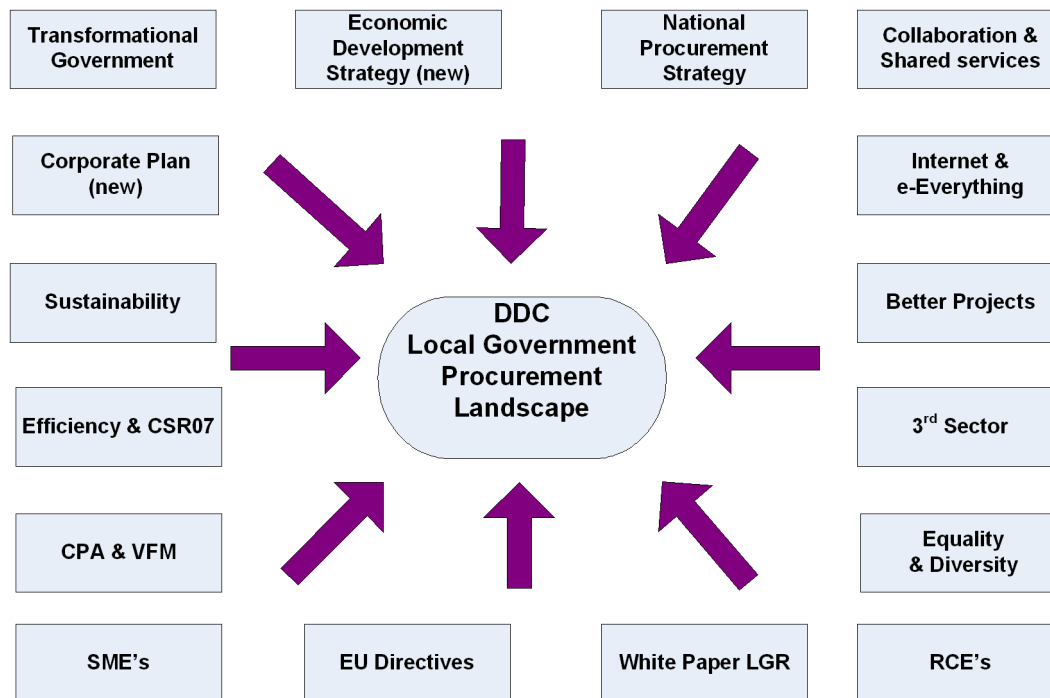 Transformational
Government
Economic
Development
Strategy (new)
National
Procurement
Strategy
Collaboration &
Shared services
Corporate Plan
(new)
Internet &
e-Everything
Sustainability
Better Projects
DDC
Local Government
Procurement
Landscape
Efficiency & CSR07
3rd Sector
CPA & VFM
Equality
& Diversity
SME’s
EU Directives
White Paper LGR
RCE’s